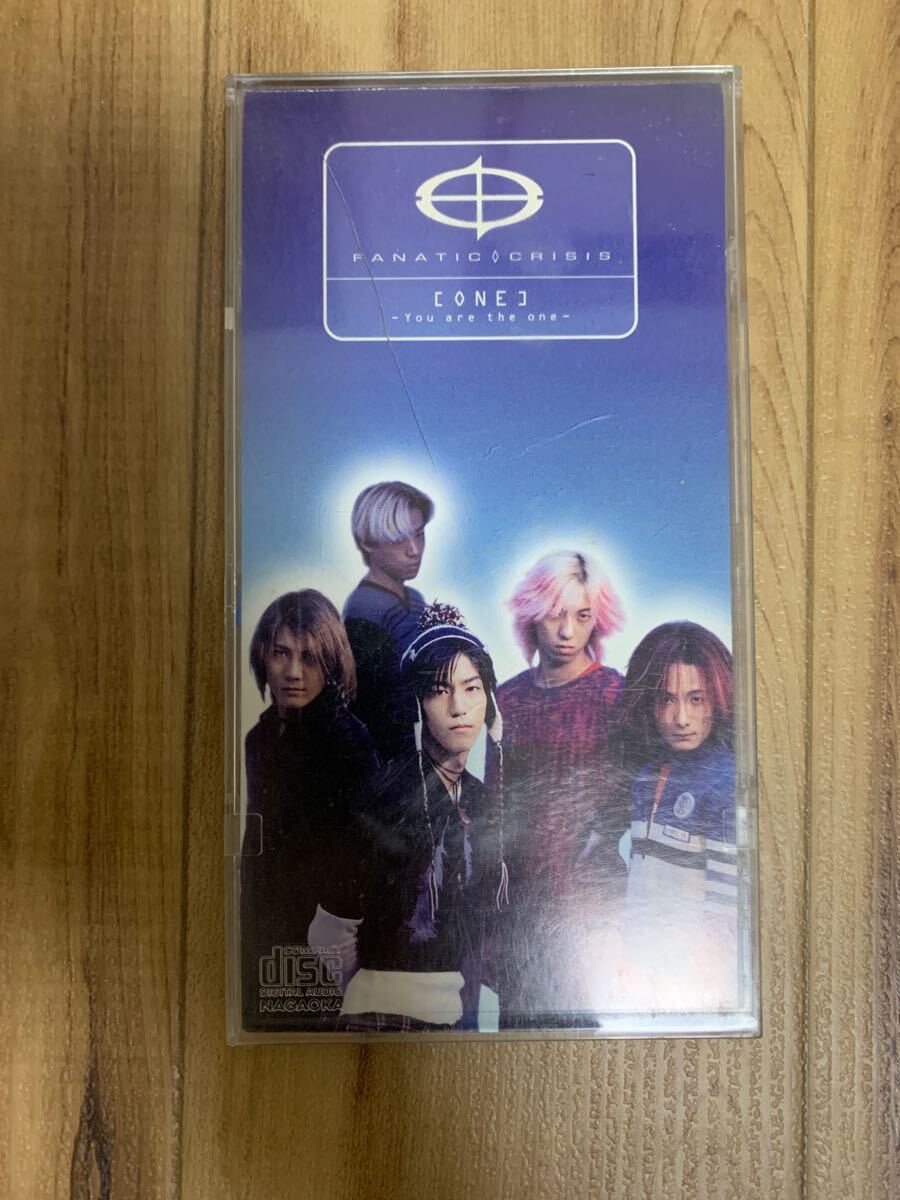 FANATIC◊CRISIS
[ONE]
-You are the one-
COMPACT
disc
DIGITAL AUDIO
NAGAOKA